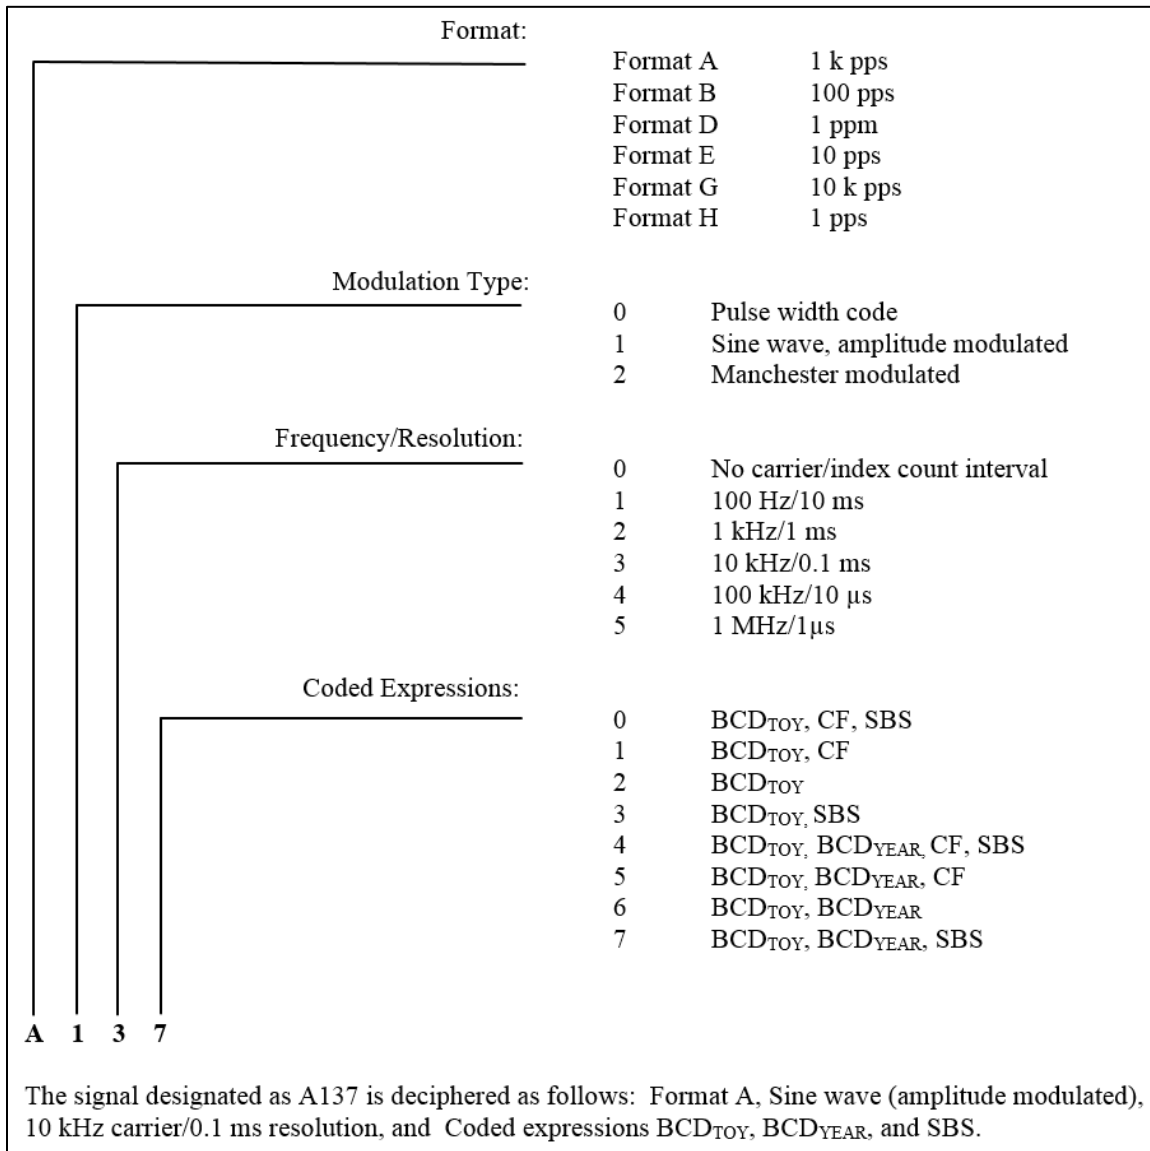 Format:
Format A 1 k pps
Format B 100 pps
Format D 1 ppm
Format E 10 pps
Format G 10 k pps
Format H 1 pps
Modulation Type:
0 Pulse width code
1 Sine wave, amplitude modulated
2 Manchester modulated
Frequency/Resolution:
0 No carrier/index count interval
1 100 Hz/10 ms
2 1 kHz/1 ms
3 10 kHz/0.1 ms
4 100 kHz/10 µs
5 1 MHz/1µs
Coded Expressions:
0 BCDTOY, CF, SBS
1 BCDTOY, CF
2 BCDTOY
3 BCDTOY, SBS
4 BCDTOY, BCDYEAR, CF, SBS
5 BCDTOY, BCDYEAR, CF
6 BCDTOY, BCDYEAR
7 BCDTOY, BCDYEAR, SBS
A 1 3 7
The signal designated as A137 is deciphered as follows: Format A, Sine wave (amplitude modulated),
10 kHz carrier/0.1 ms resolution, and Coded expressions BCDTOY, BCDYEAR, and SBS.